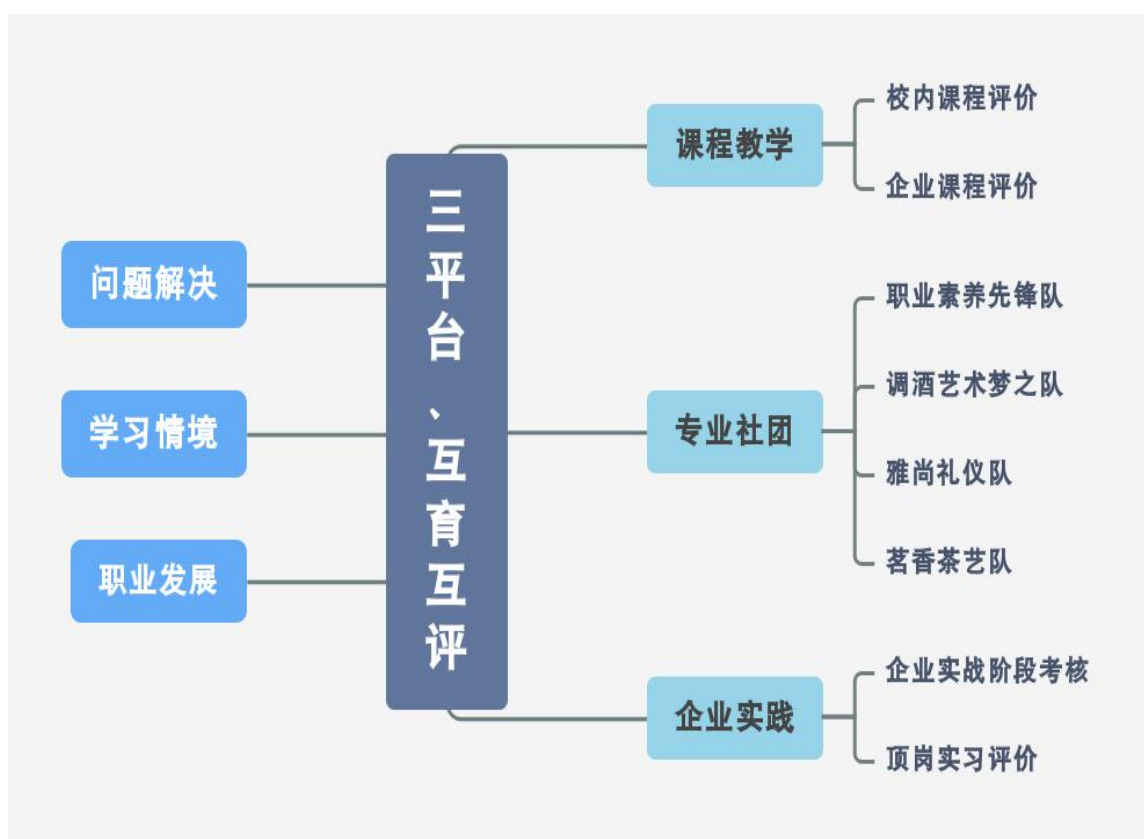 问题解决
学习情境
职业发展
三平台、互育互评
课程教学
校内课程评价
企业课程评价
专业社团
职业素养先锋队
调酒艺术梦之队
雅尚礼仪队
茗香茶艺队
企业实践
企业实战阶段考核
顶岗实习评价